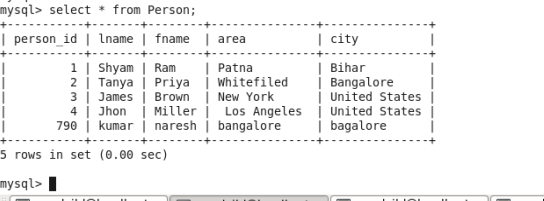 mysql> select * from Person;
+-----------+-------+--------+--------------+---------------+
| person_id | lname | fname  | area         | city          |
+-----------+-------+--------+--------------+---------------+
|         1 | Shyam | Ram    | Patna        | Bihar         |
|         2 | Tanya | Priya  | Whitefiled   | Bangalore     |
|         3 | James | Brown  | New York     | United States |
|         4 | Jhon  | Miller |  Los Angeles | United States |
|       790 | kumar | naresh | bangalore    | bagalore      |
+-----------+-------+--------+--------------+---------------+
5 rows in set (0.00 sec)
mysql>